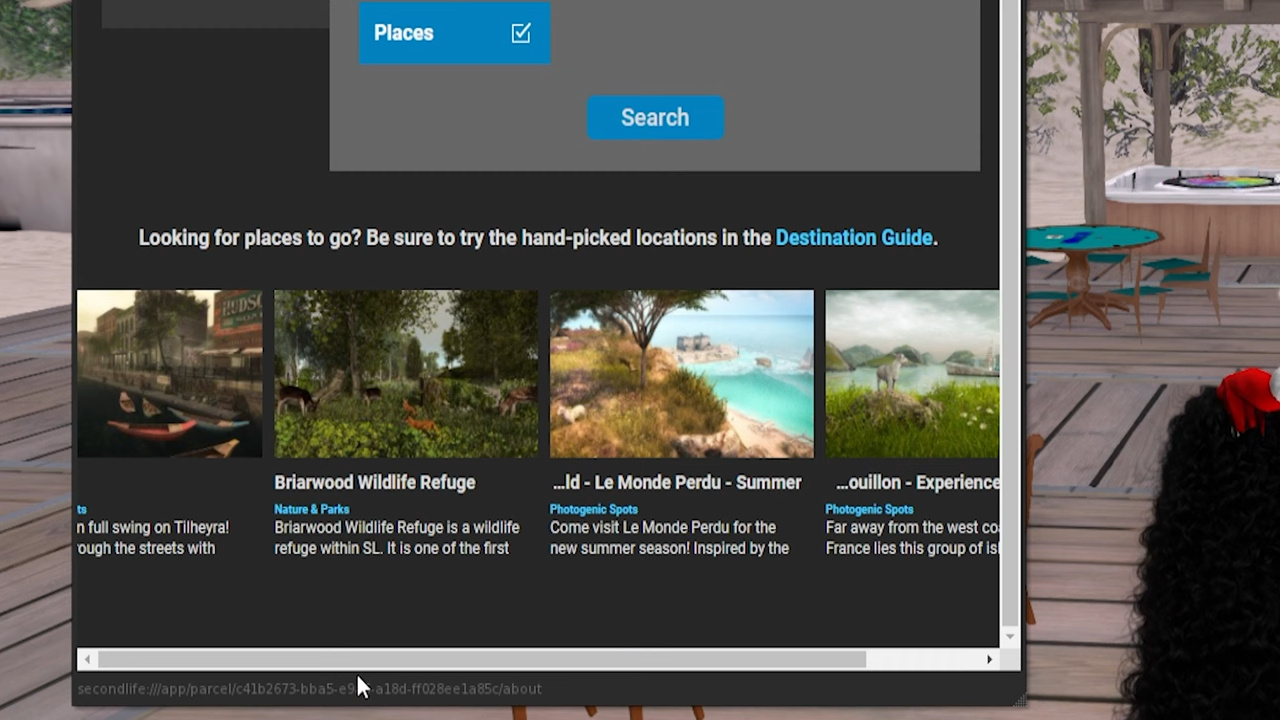 Places
Search
Looking for places to go? Be sure to try the hand-picked locations in the Destination Guide.
HUDSO
Briarwood Wildlife Refuge
...ld - Le Monde Perdu - Summer
...ouillon - Experience
ts
Nature & Parks
Photogenic Spots
Photogenic Spots
n full swing on Tilheyra!
ough the streets with
Briarwood Wildlife Refuge is a wildlife
refuge within SL. It is one of the first
Come visit Le Monde Perdu for the
new summer season! Inspired by the
Far away from the west co
France lies this group of isl
secondlife:///app/parcel/c41b2673-bba5-e9 -a18d-ff028ee1a85c/about